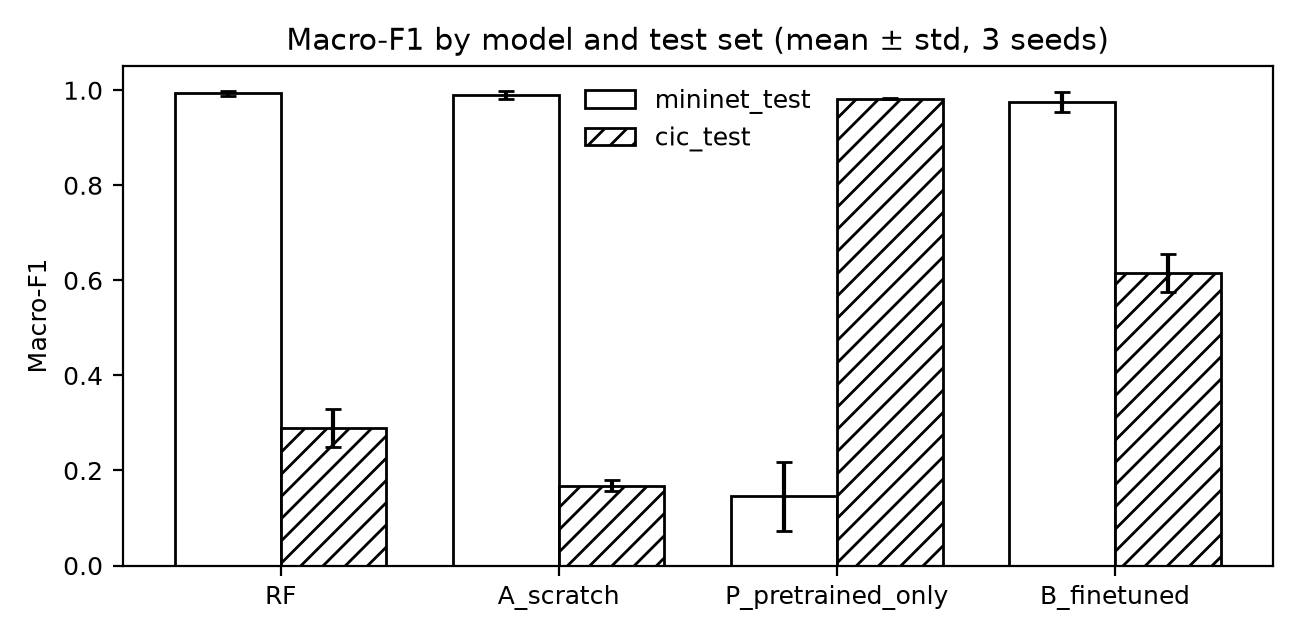 Macro-F1 by model and test set (mean ± std, 3 seeds)
mininet_test
cic_test
Macro-F1
1.0
0.8
0.6
0.4
0.2
0.0
RF
A_scratch
P_pretrained_only
B_finetuned